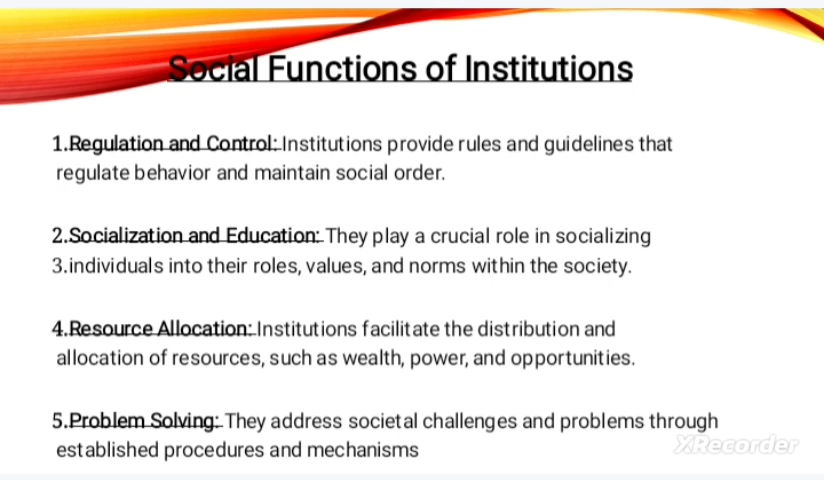 Social Functions of Institutions
1.Regulation and Control: Institutions provide rules and guidelines that
regulate behavior and maintain social order.
2.Socialization and Education: They play a crucial role in socializing
3.individuals into their roles, values, and norms within the society.
4.Resource Allocation: Institutions facilitate the distribution and
allocation of resources, such as wealth, power, and opportunities.
5.Problem Solving: They address societal challenges and problems through
established procedures and mechanisms
XRecorder